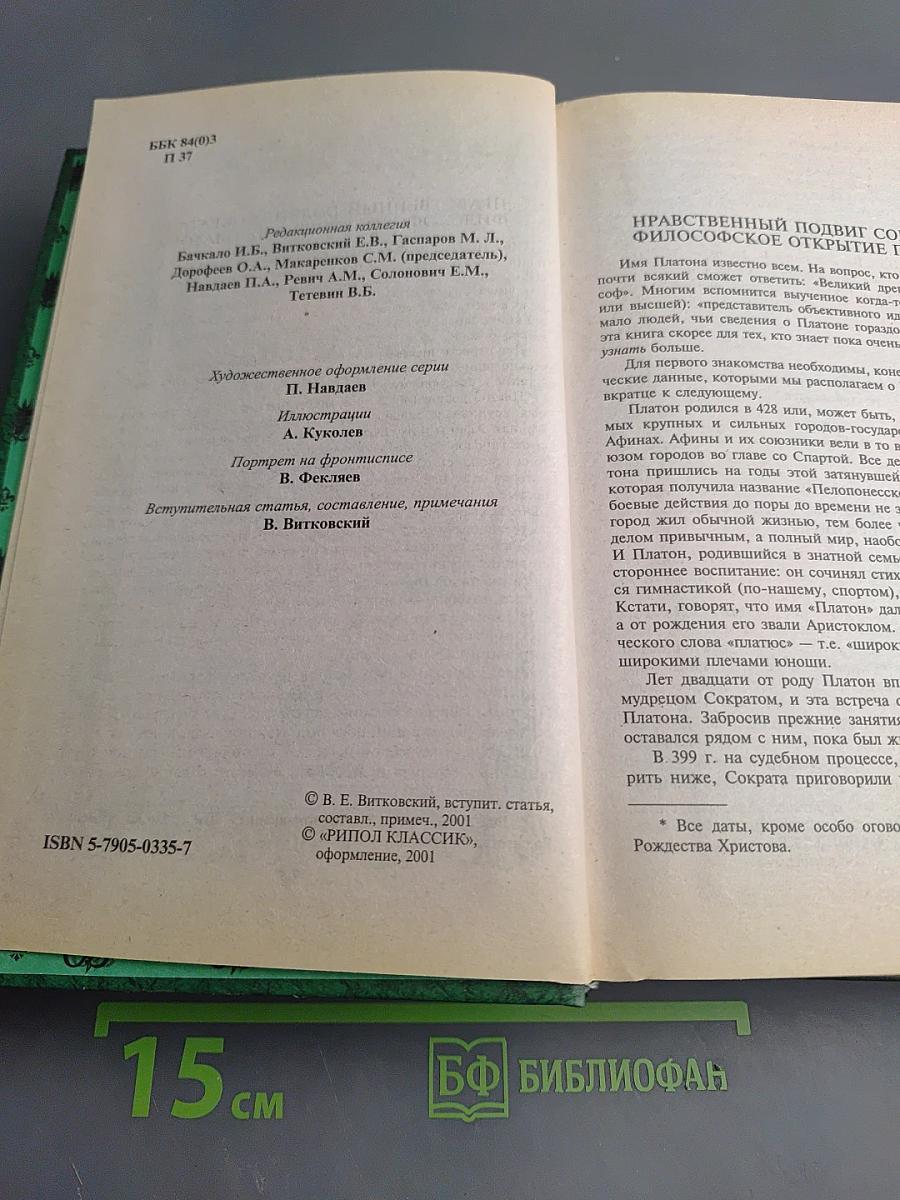 ББК 84(0)3
П 37
Редакционная коллегия
Бачкало И.Б., Витковский Е.В., Гаспаров М. Л.,
Дорофеев О.А., Макаренков С.М. (председатель),
Навдаев П.А., Ревич А.М., Солонович Е.М.,
Тетевин В.Б.
Художественное оформление серии
П. Навдаев
Иллюстрации
А. Куколев
Портрет на фронтисписе
В. Фекляев
Вступительная статья, составление, примечания
В. Витковский
© В. Е. Витковский, вступит. статья,
составл., примеч., 2001
© «РИПОЛ КЛАССИК»,
оформление, 2001
ISBN 5-7905-0335-7
НРАВСТВЕННЫЙ ПОДВИГ СО
ФИЛОСОФСКОЕ ОТКРЫТИЕ
Имя Платона известно всем. На вопрос, кто
почти всякий сможет ответить: «Великий дре
соф». Многим вспомнится выученное когда-т
или высшей): «представитель объективного ид
мало людей, чьи сведения о Платоне гораздо
эта книга скорее для тех, кто знает пока очень
узнать больше.
Для первого знакомства необходимы, коне
ческие данные, которыми мы располагаем о
вкратце к следующему.
Платон родился в 428 или, может быть,
мых крупных и сильных городов-государ
Афинах. Афины и их союзники вели в то в
юзом городов во главе со Спартой. Все де
тона пришлись на годы этой затянувшей
которая получила название «Пелопонесск
боевые действия до поры до времени не з
город жил обычной жизнью, тем более
делом привычным, а полный мир, наобо
И Платон, родившийся в знатной семь
стороннее воспитание: он сочинял стих
ся гимнастикой (по-нашему, спортом),
Кстати, говорят, что имя «Платон» дал
а от рождения его звали Аристоклом.
ческого слова «платюс» — т.е. «широк
широкими плечами юноши.
Лет двадцати от роду Платон вп
мудрецом Сократом, и эта встреча
Платона. Забросив прежние занятия
оставался рядом с ним, пока был ж
В 399 г. на судебном процессе,
рить ниже, Сократа приговорили
* Все даты, кроме особо огово
Рождества Христова.
15 см
БФ БИБЛИОФАН